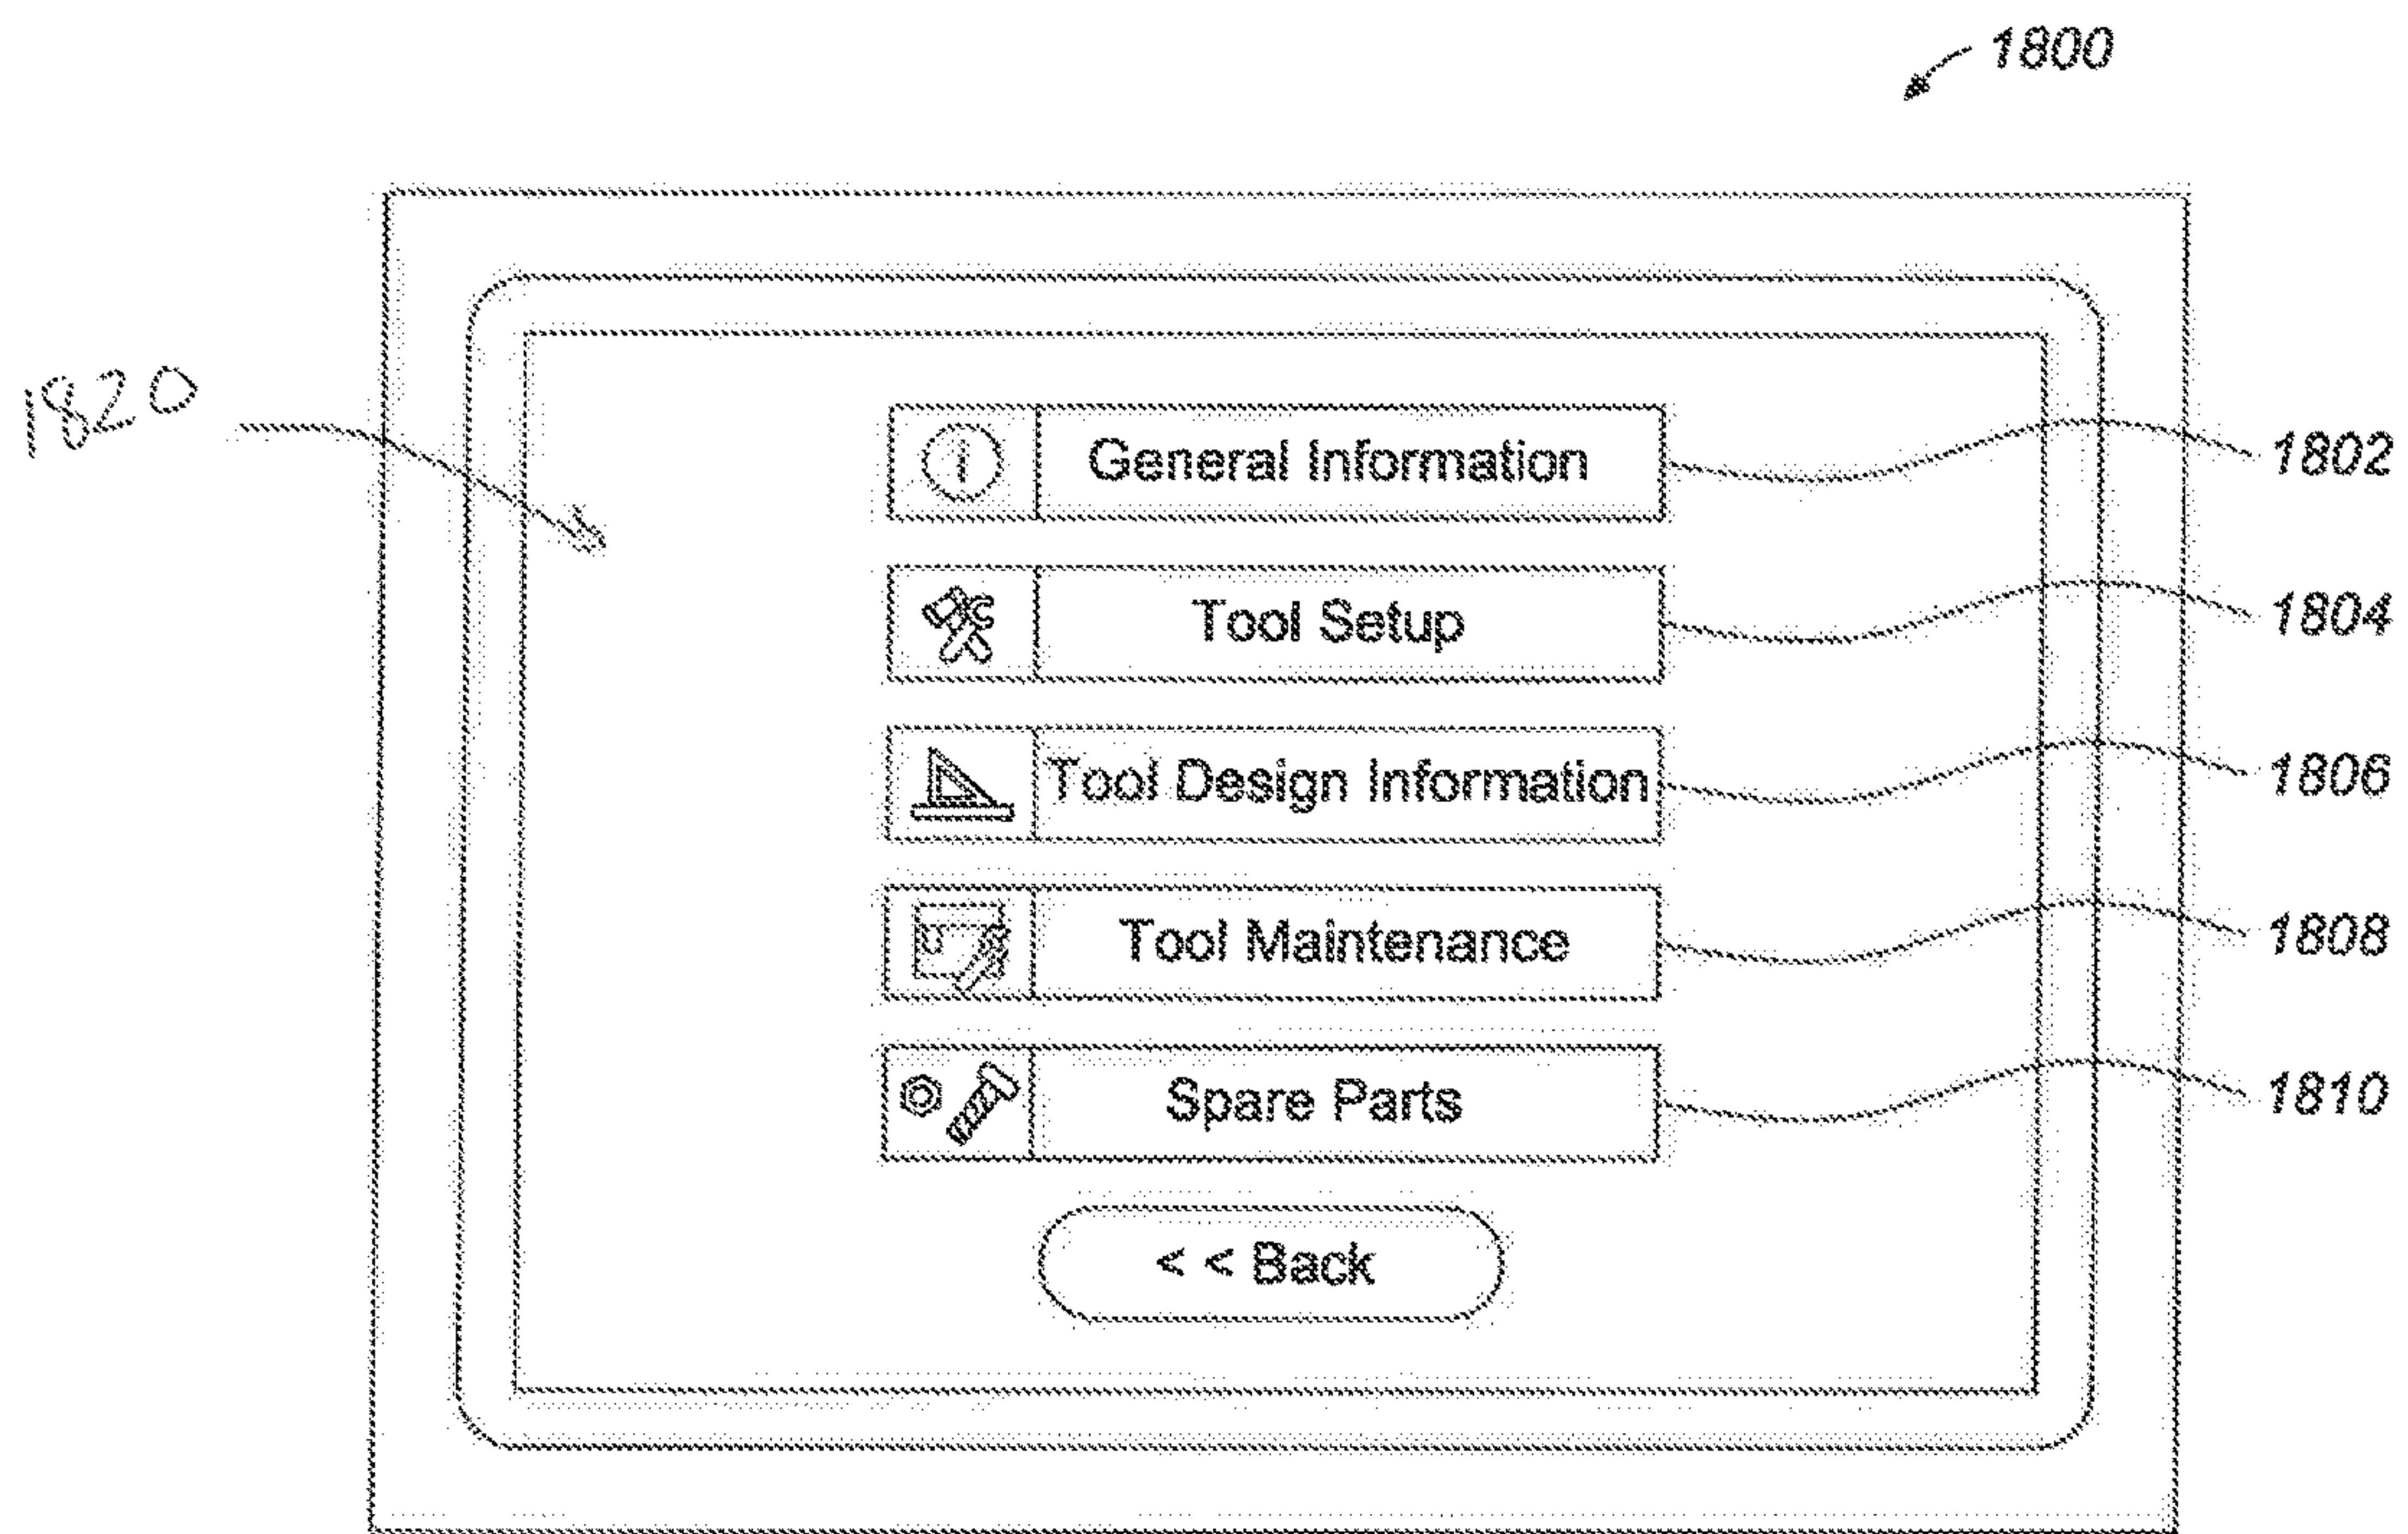 1800
1820
General Information 1802
Tool Setup 1804
Tool Design Information 1806
Tool Maintenance 1808
Spare Parts 1810
< < Back